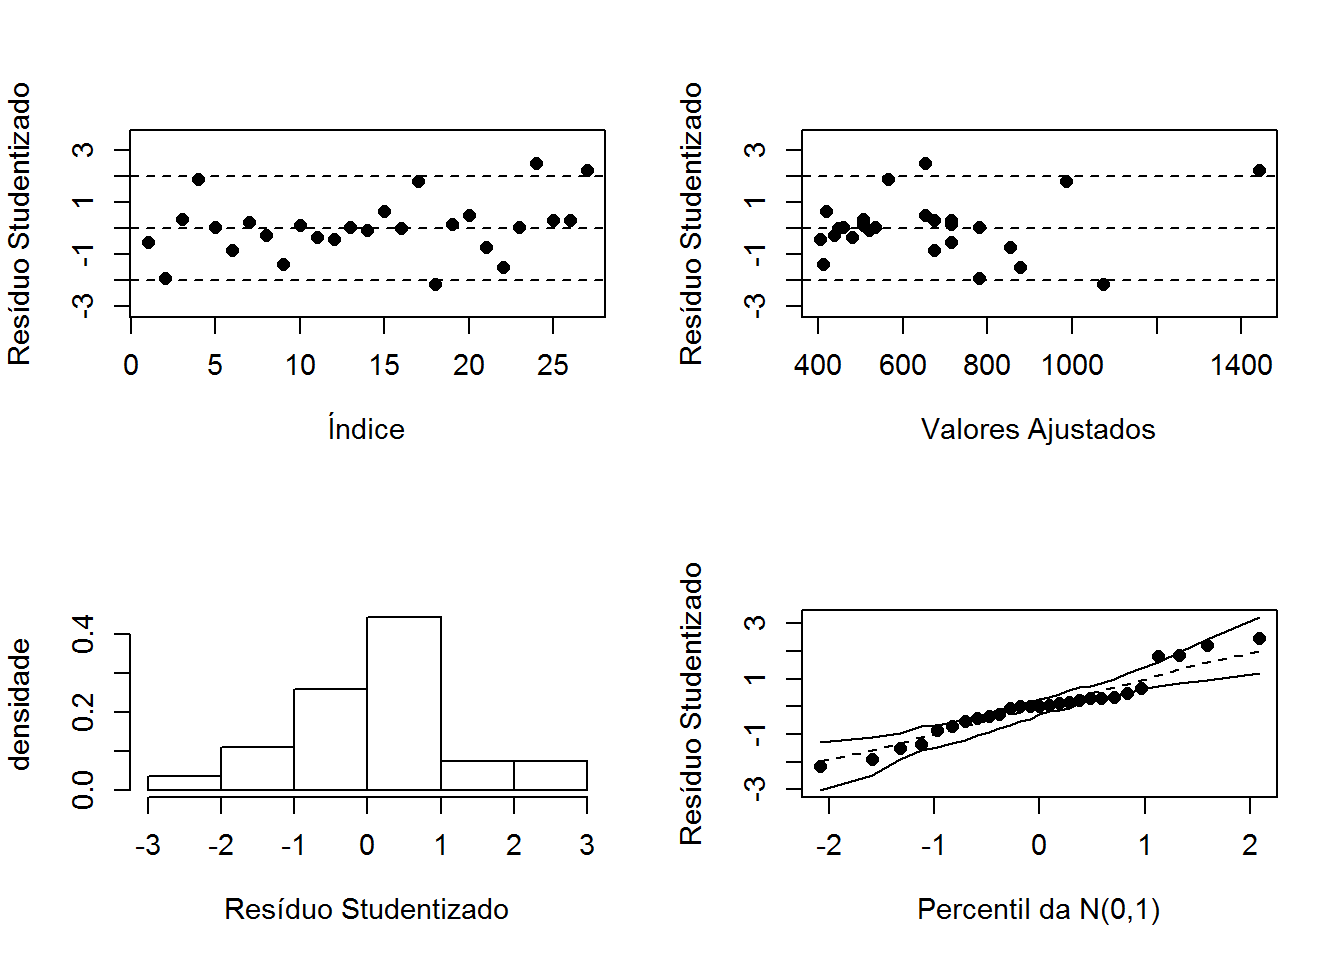 Resíduo Studentizado
3
1
-1
-3
0 5 10 15 20 25
Índice
Resíduo Studentizado
3
1
-1
-3
400 600 800 1000 1400
Valores Ajustados
densidade
0.4
0.2
0.0
-3 -2 -1 0 1 2 3
Resíduo Studentizado
Resíduo Studentizado
3
1
-1
-3
-2 -1 0 1 2
Percentil da N(0,1)